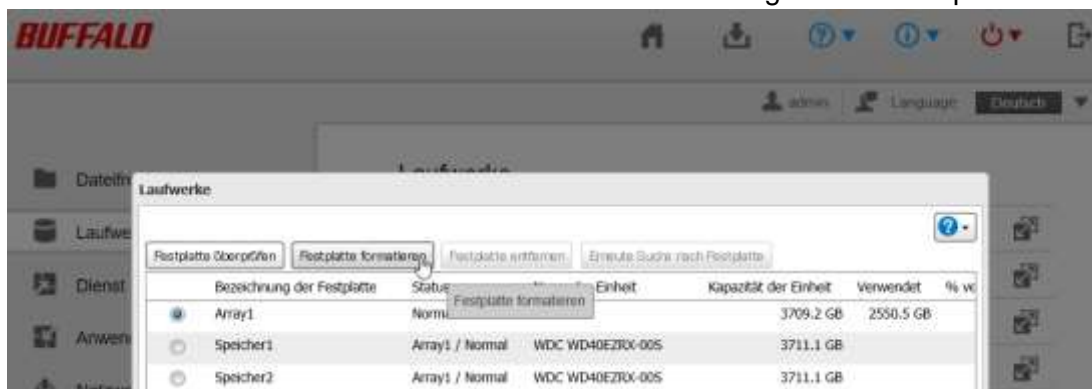 BUFFALO
admin Language Deutsch
Laufwerke
Laufwerke
Festplatte überprüfen Festplatte formatieren Festplatte entfernen Erneute Suche nach Festplatte
Dienst
Bezeichnung der Festplatte Status Einheit Kapazität der Einheit Verwendet %
Festplatte formatieren
Array1 3709.2 GB 2550.5 GB
Speicher1 Array1 / Normal WDC WD40EZRX-00S 3711.1 GB
Speicher2 Array1 / Normal WDC WD40EZRX-00S 3711.1 GB